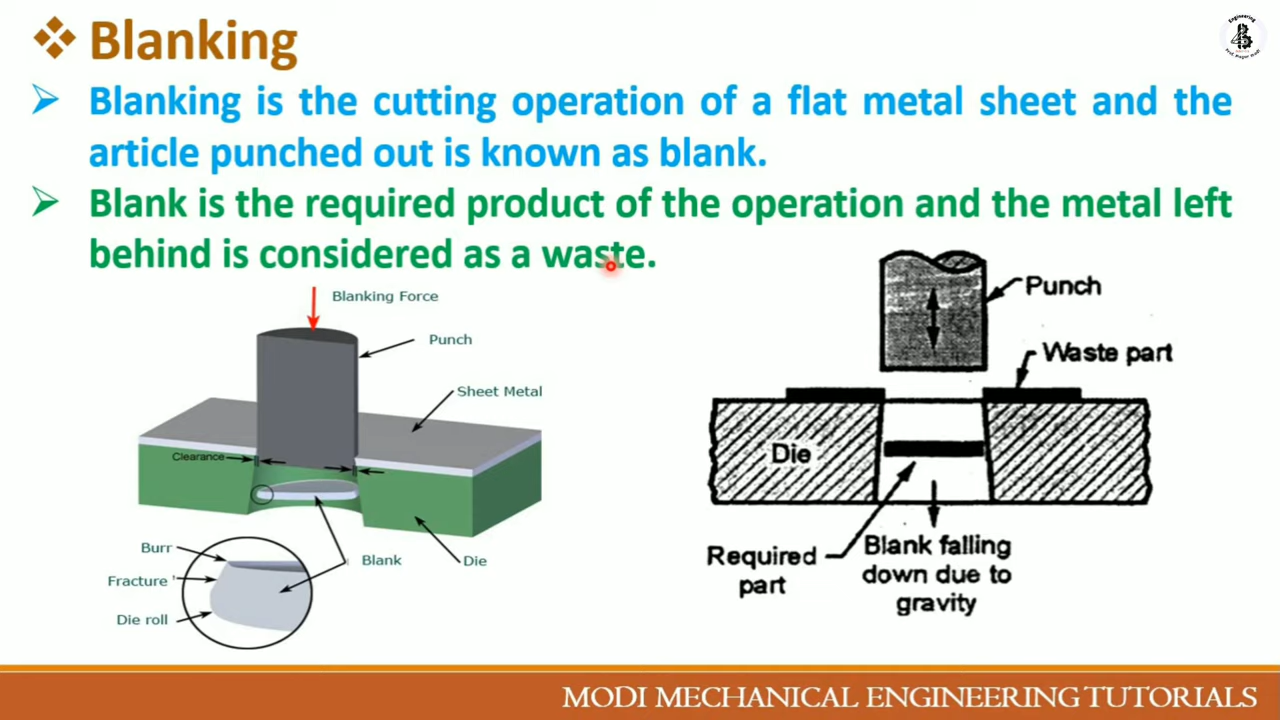 Blanking
Blanking is the cutting operation of a flat metal sheet and the
article punched out is known as blank.
Blank is the required product of the operation and the metal left
behind is considered as a waste.
Blanking Force
Punch
Sheet Metal
Clearance
Burr
Fracture
Die roll
Blank
Die
Punch
Waste part
Die
Required
part
Blank falling
down due to
gravity
Engineering
MODI MECHANICAL ENGINEERING TUTORIALS